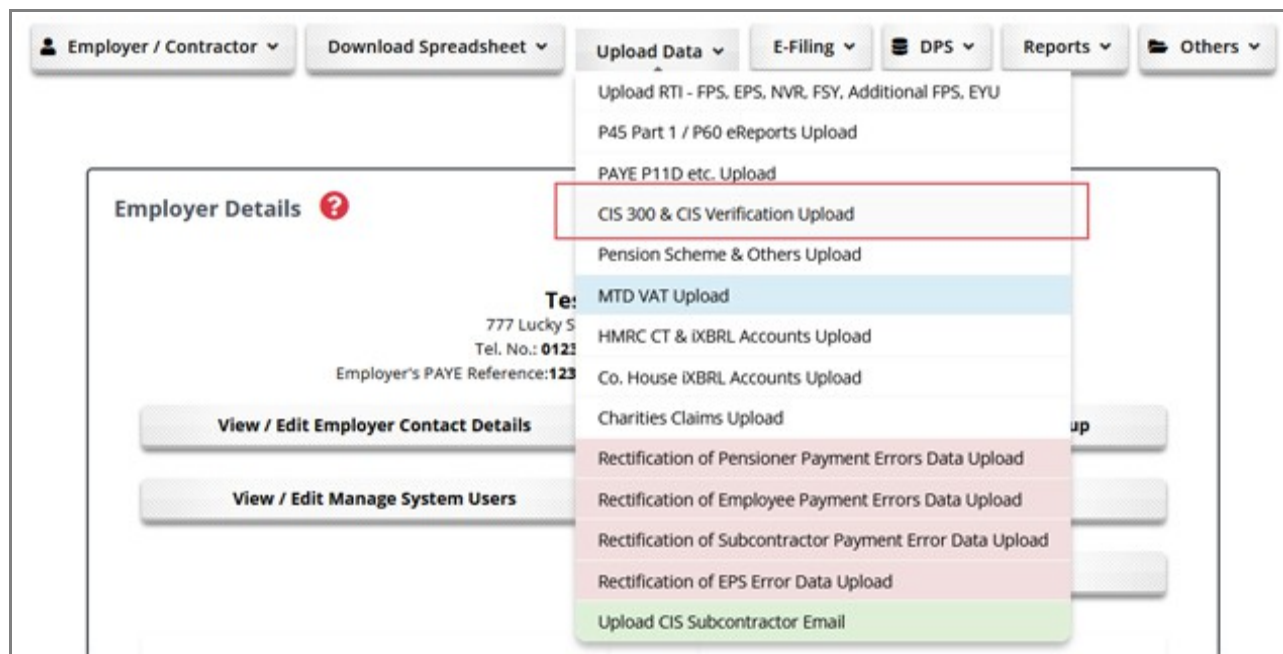 Employer / Contractor
Download Spreadsheet
Upload Data
E-Filing
DPS
Reports
Others
Upload RTI - FPS, EPS, NVR, FSY, Additional FPS, EYU
P45 Part 1 / P60 eReports Upload
PAYE P11D etc. Upload
CIS 300 & CIS Verification Upload
Pension Scheme & Others Upload
MTD VAT Upload
HMRC CT & iXBRL Accounts Upload
Co. House iXBRL Accounts Upload
Charities Claims Upload
Rectification of Pensioner Payment Errors Data Upload
Rectification of Employee Payment Errors Data Upload
Rectification of Subcontractor Payment Error Data Upload
Rectification of EPS Error Data Upload
Upload CIS Subcontractor Email
Employer Details ?
777 Lucky
Tel. No.: 0123
Employer's PAYE Reference:123
View / Edit Employer Contact Details
up
View / Edit Manage System Users